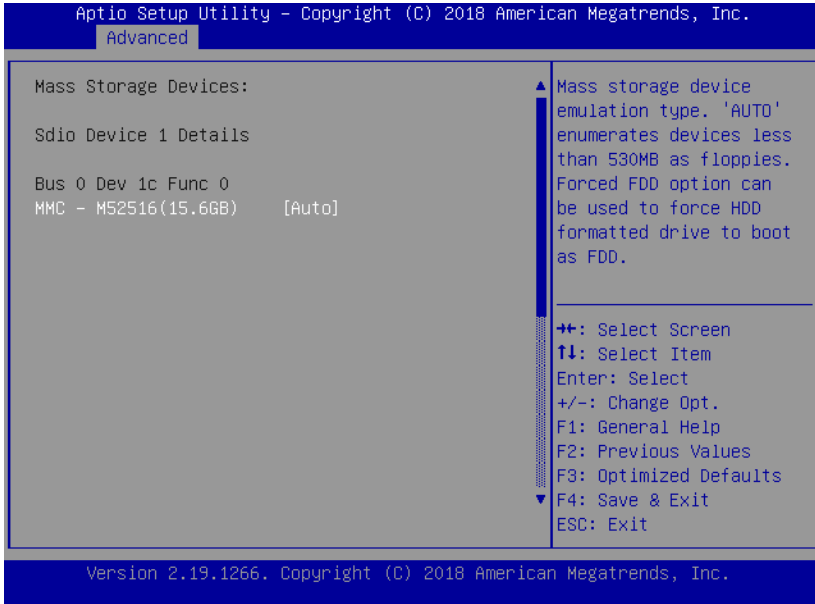 Aptio Setup Utility – Copyright (C) 2018 American Megatrends, Inc.
Advanced
Mass Storage Devices:
Sdio Device 1 Details
Bus 0 Dev 1c Func 0
MMC – M52516(15.6GB) [Auto]
Mass storage device
emulation type. 'AUTO'
enumerates devices less
than 530MB as floppies.
Forced FDD option can
be used to force HDD
formatted drive to boot
as FDD.
→←: Select Screen
↑↓: Select Item
Enter: Select
+/-: Change Opt.
F1: General Help
F2: Previous Values
F3: Optimized Defaults
F4: Save & Exit
ESC: Exit
Version 2.19.1266. Copyright (C) 2018 American Megatrends, Inc.